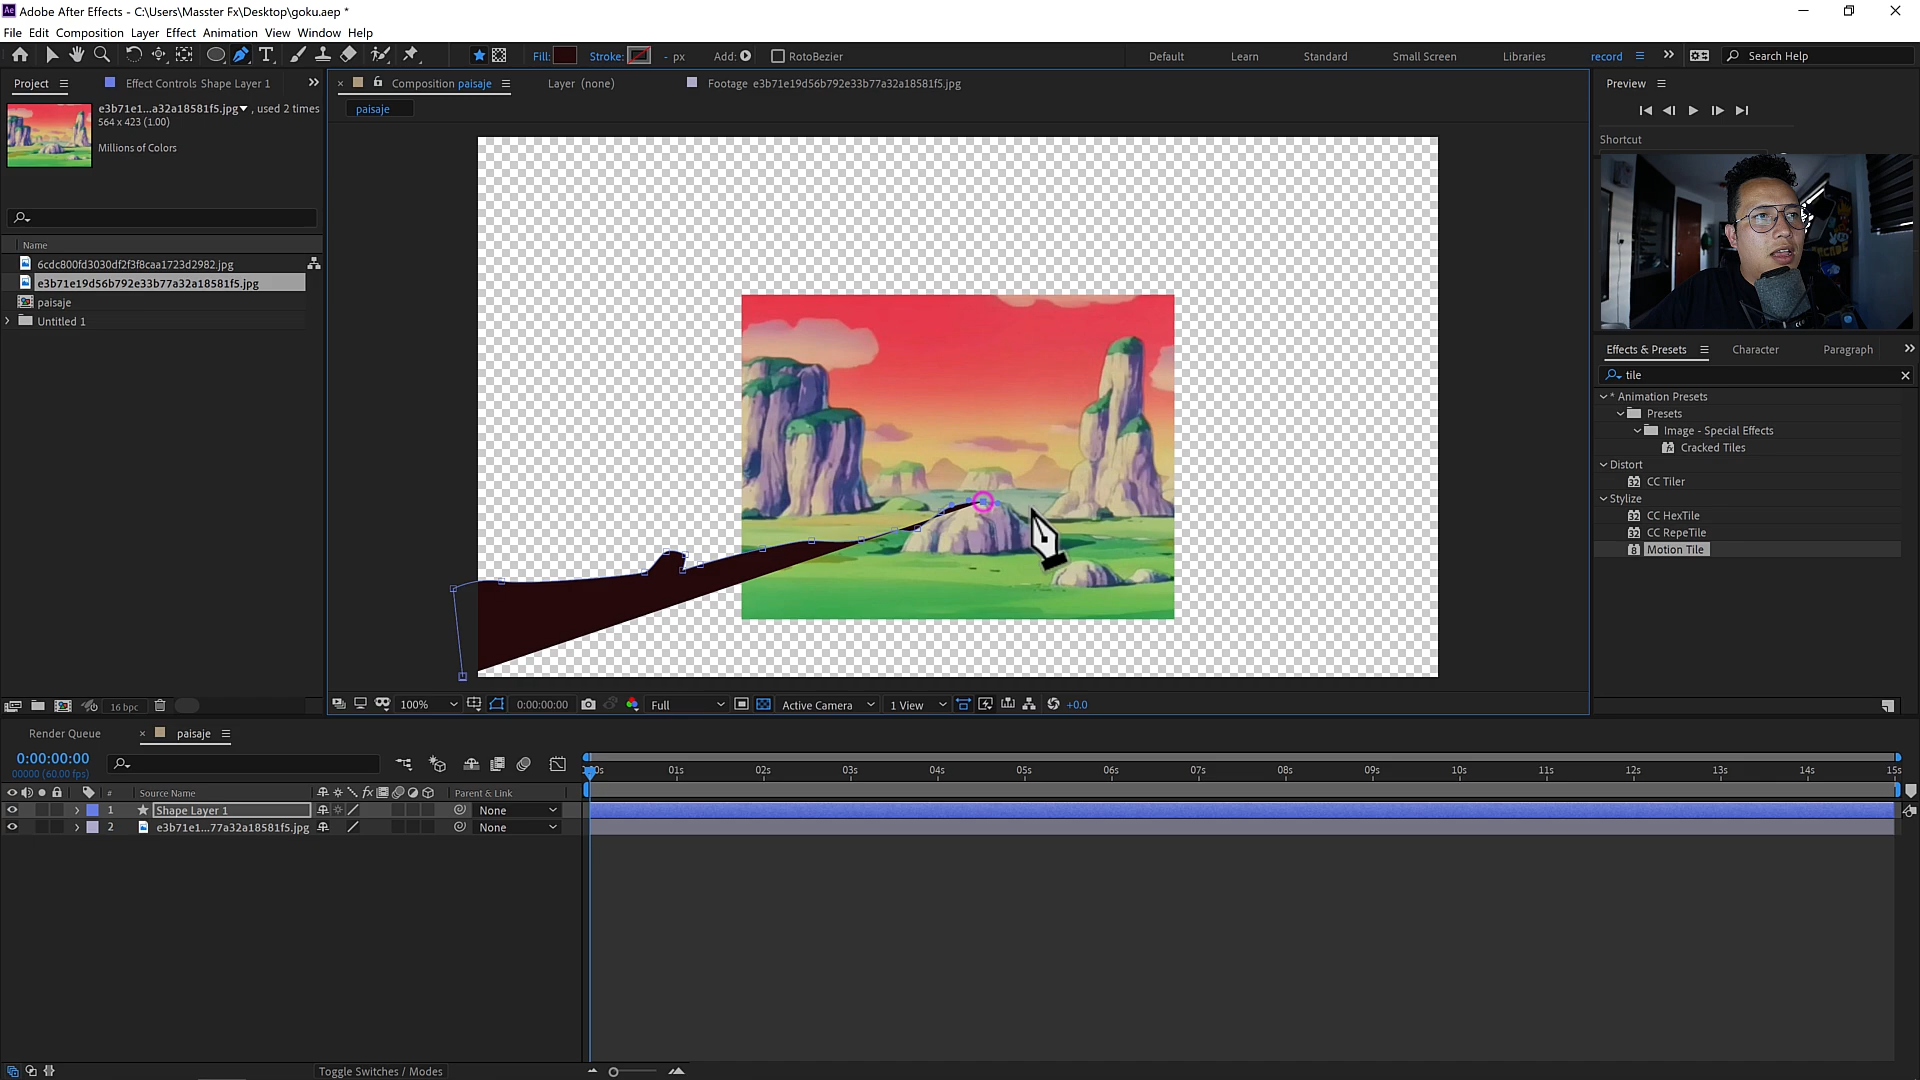 Adobe After Effects - C:\Users\Masster Fx\Desktop\goku.aep *
File Edit Composition Layer Effect Animation View Window Help
Fill: Stroke: - px Add: RotoBezier Default Learn Standard Small Screen Libraries record Search Help
Project Effect Controls Shape Layer 1
Composition paisaje Layer (none) Footage e3b71e19d56b792e33b77a32a18581f5.jpg
Preview
e3b71e1...a32a18581f5.jpg , used 2 times
564 x 423 (1.00)
Millions of Colors
paisaje
Shortcut
Name
6cdc800fd3030df2f3f8caa1723d2982.jpg
e3b71e19d56b792e33b77a32a18581f5.jpg
paisaje
Untitled 1
Effects & Presets Character Paragraph
tile
* Animation Presets
Presets
Image - Special Effects
Cracked Tiles
Distort
CC Tiler
Stylize
CC HexTile
CC RepeTile
Motion Tile
16 bpc
100% 0:00:00:00 Full Active Camera 1 View +0.0
Render Queue paisaje
0:00:00:00
00000 (60.00 fps)
01s 02s 03s 04s 05s 06s 07s 08s 09s 10s 11s 12s 13s 14s 15s
# Source Name fx Parent & Link
1 Shape Layer 1 None
2 e3b71e1...77a32a18581f5.jpg None
Toggle Switches / Modes